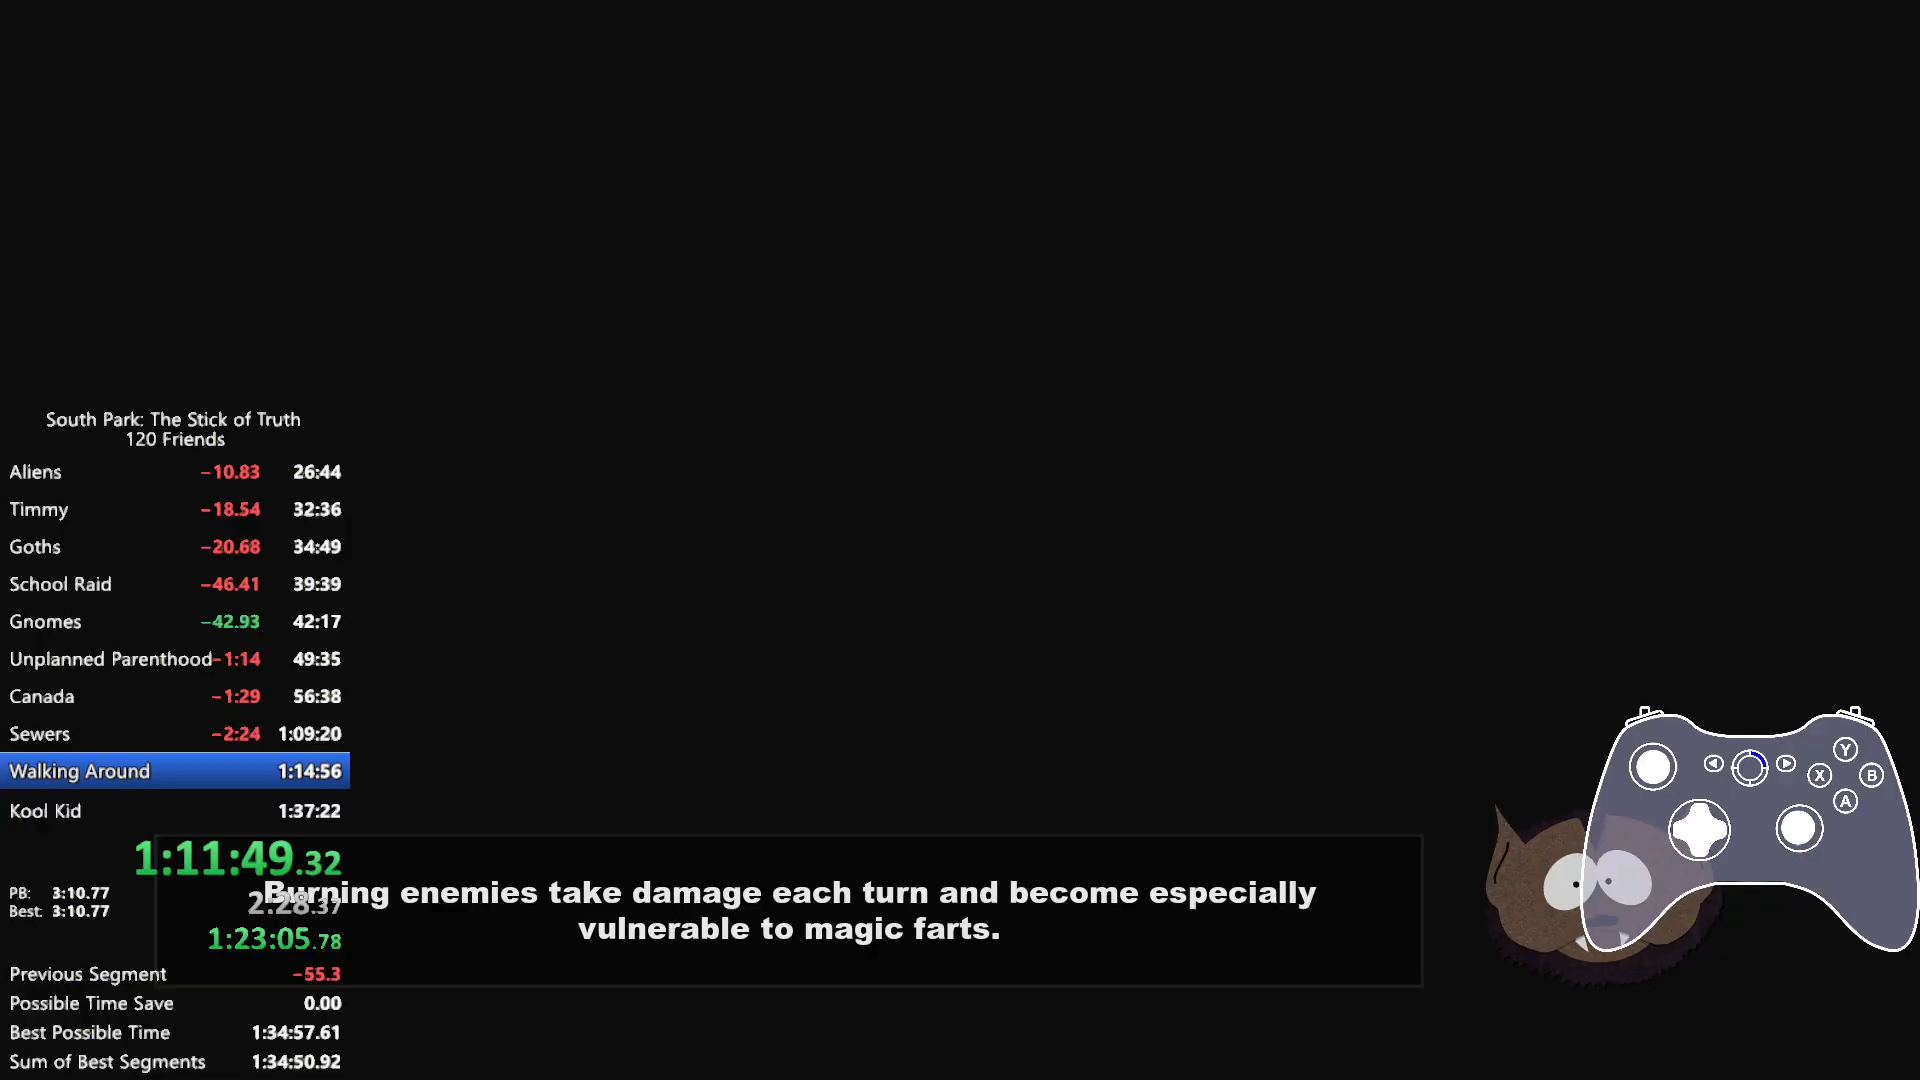 South Park: The Stick of Truth
120 Friends
Aliens −10.83 26:44
Timmy −18.54 32:36
Goths −20.68 34:49
School Raid −46.41 39:39
Gnomes −42.93 42:17
Unplanned Parenthood −1:14 49:35
Canada −1:29 56:38
Sewers −2:24 1:09:20
Walking Around 1:14:56
Kool Kid 1:37:22
1:11:49.32
PB: 3:10.77
Best: 3:10.77
2:28.37
Burning enemies take damage each turn and become especially
vulnerable to magic farts.
1:23:05.78
Previous Segment −55.3
Possible Time Save 0.00
Best Possible Time 1:34:57.61
Sum of Best Segments 1:34:50.92
Y
X
B
A